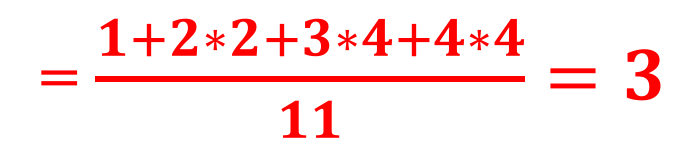 = 1+2*2+3*4+4*4 = 3
11